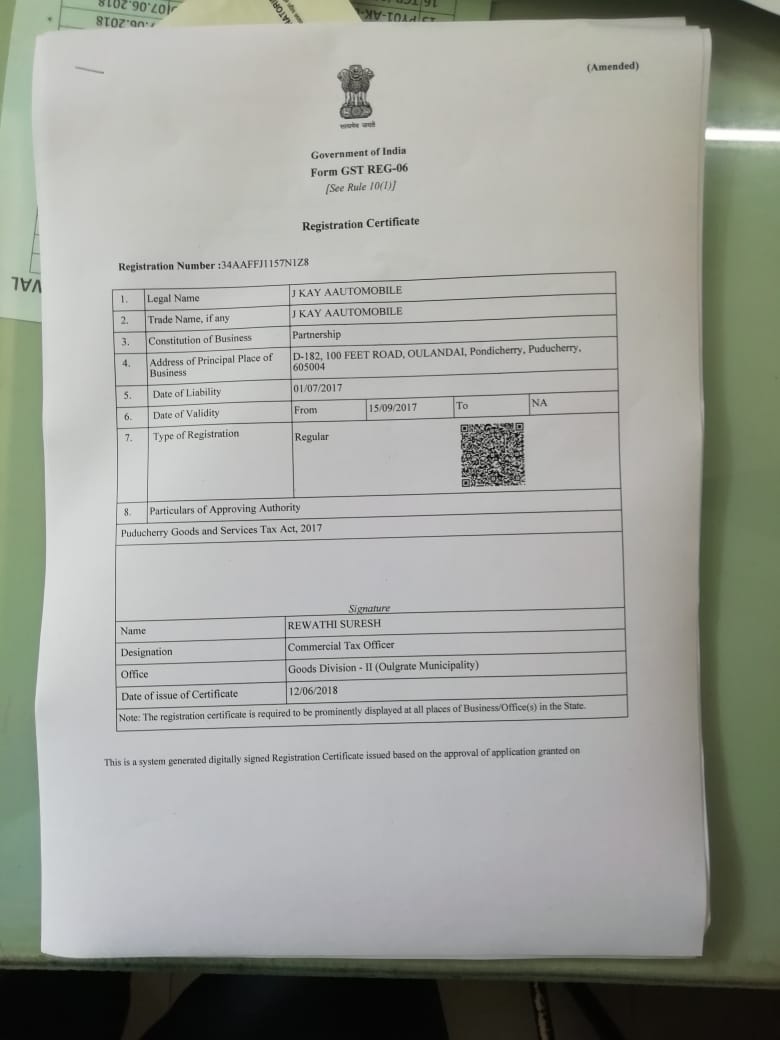 (Amended)
सत्यमेव जयते
Government of India
Form GST REG-06
[See Rule 10(1)]
Registration Certificate
Registration Number :34AAFFJ1157N1Z8
1. Legal Name J KAY AAUTOMOBILE
2. Trade Name, if any J KAY AAUTOMOBILE
3. Constitution of Business Partnership
4. Address of Principal Place of Business D-182, 100 FEET ROAD, OULANDAI, Pondicherry, Puducherry, 605004
5. Date of Liability 01/07/2017
6. Date of Validity From 15/09/2017 To NA
7. Type of Registration Regular
8. Particulars of Approving Authority
Puducherry Goods and Services Tax Act, 2017
Signature
Name REWATHI SURESH
Designation Commercial Tax Officer
Office Goods Division - II (Oulgrate Municipality)
Date of issue of Certificate 12/06/2018
Note: The registration certificate is required to be prominently displayed at all places of Business/Office(s) in the State.
This is a system generated digitally signed Registration Certificate issued based on the approval of application granted on